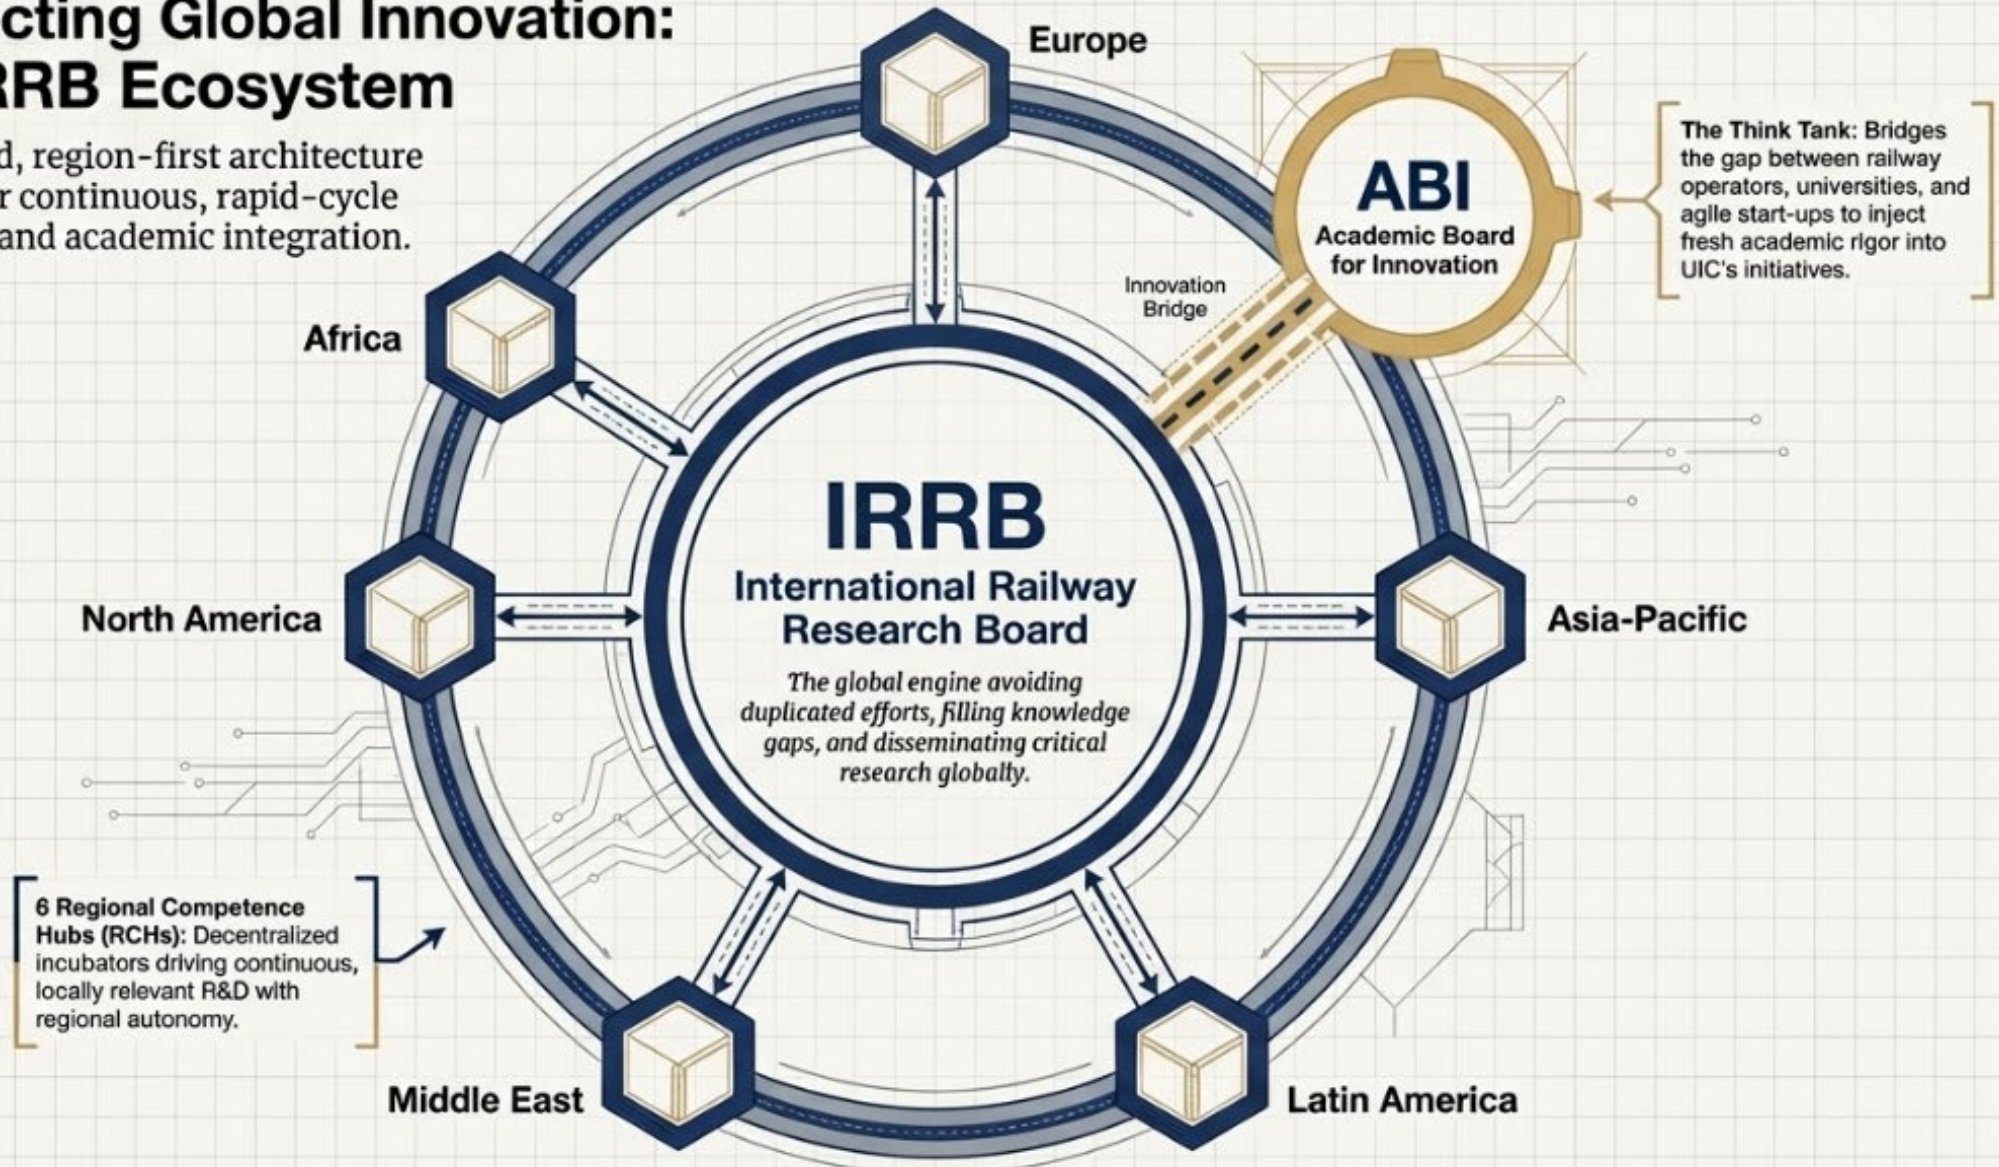 cting Global Innovation:
RRB Ecosystem
d, region-first architecture
r continuous, rapid-cycle
and academic integration.
Europe
ABI
Academic Board
for Innovation
The Think Tank: Bridges
the gap between railway
operators, universities, and
agile start-ups to inject
fresh academic rigor into
UIC's initiatives.
Innovation
Bridge
Africa
IRRB
International Railway
Research Board
The global engine avoiding
duplicated efforts, filling knowledge
gaps, and disseminating critical
research globally.
North America
Asia-Pacific
6 Regional Competence
Hubs (RCHs): Decentralized
incubators driving continuous,
locally relevant R&D with
regional autonomy.
Middle East
Latin America